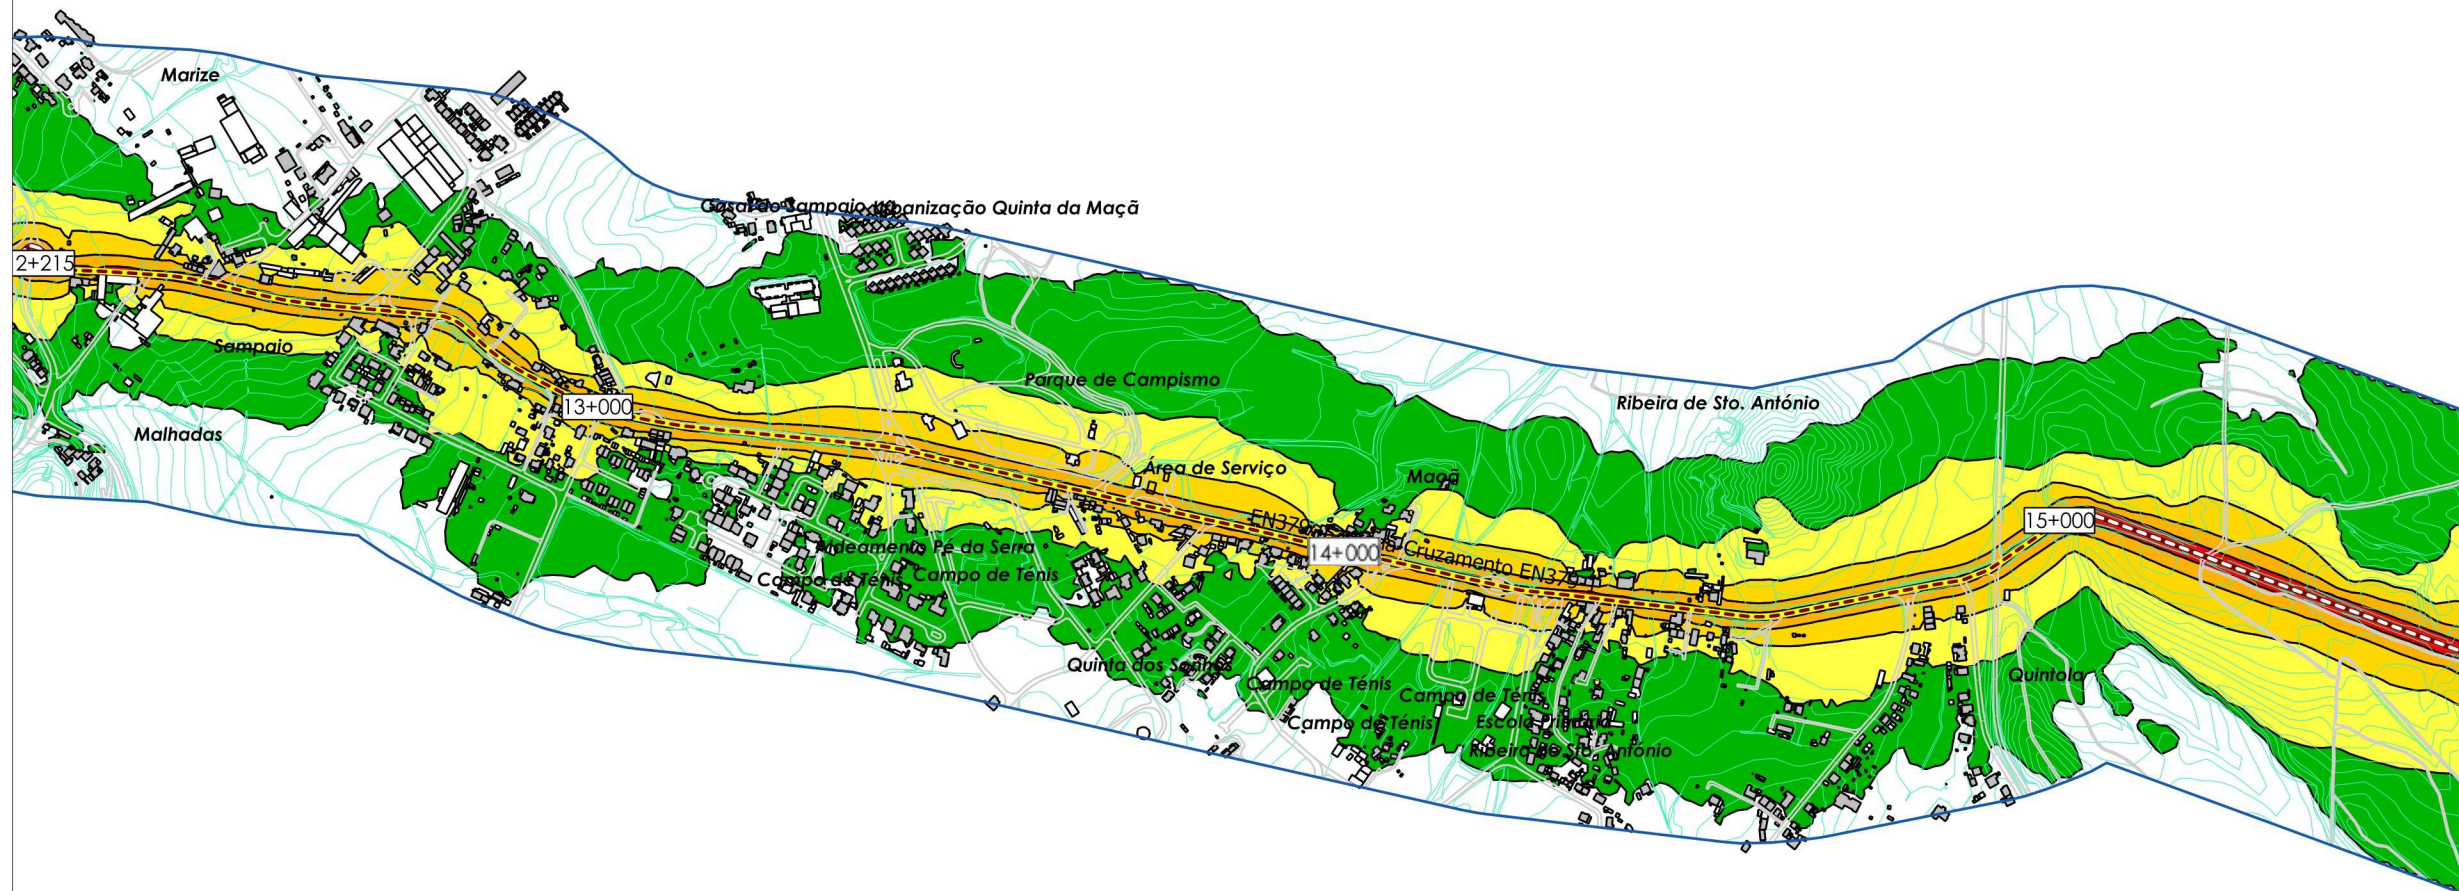 Marize
Casal do Sampaio
Urbanização Quinta da Maçã
2+215
Sampaio
Parque de Campismo
13+000
Ribeira de Sto. António
Malhadas
Área de Serviço
Maçã
EN379
15+000
Aldeamento Pé da Serra
14+000
Cruzamento EN379
Campo de Ténis
Campo de Ténis
Quinta dos Sonhos
Quintola
Campo de Ténis
Campo de Ténis
Campo de Ténis
Escola Primária
Ribeira de Sto. António